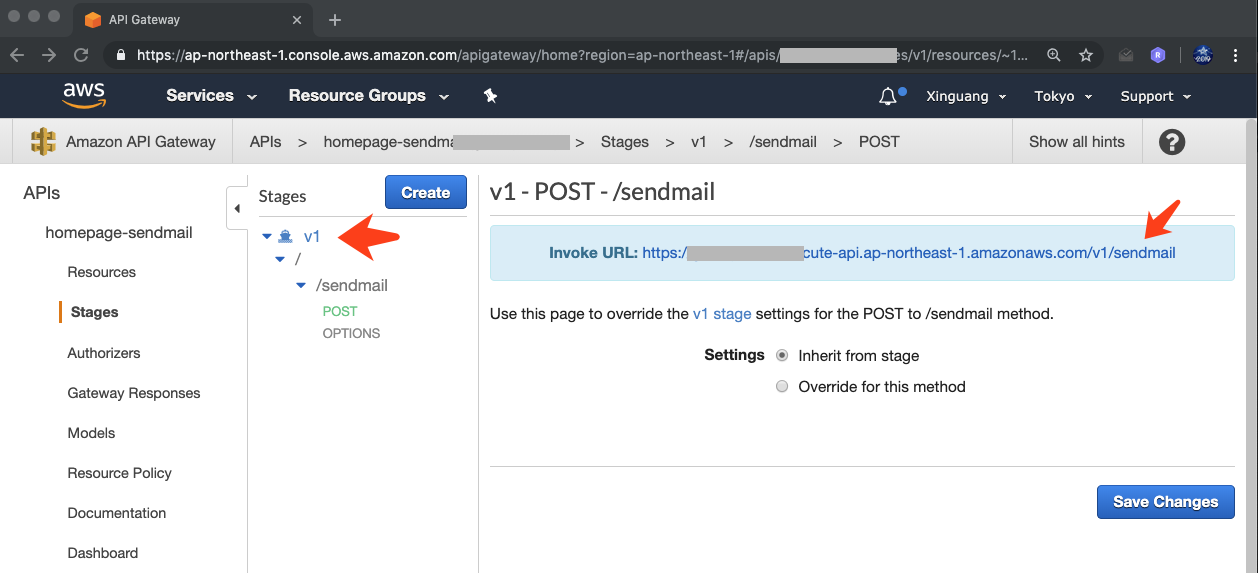 API Gateway
https://ap-northeast-1.console.aws.amazon.com/apigateway/home?region=ap-northeast-1#/apis/ es/v1/resources/~1...
aws Services Resource Groups Xinguang Tokyo Support
Amazon API Gateway APIs > homepage-sendma > Stages > v1 > /sendmail > POST Show all hints
APIs
homepage-sendmail
Resources
Stages
Authorizers
Gateway Responses
Models
Resource Policy
Documentation
Dashboard
Stages Create
v1
/
/sendmail
POST
OPTIONS
v1 - POST - /sendmail
Invoke URL: https:/ cute-api.ap-northeast-1.amazonaws.com/v1/sendmail
Use this page to override the v1 stage settings for the POST to /sendmail method.
Settings Inherit from stage
Override for this method
Save Changes